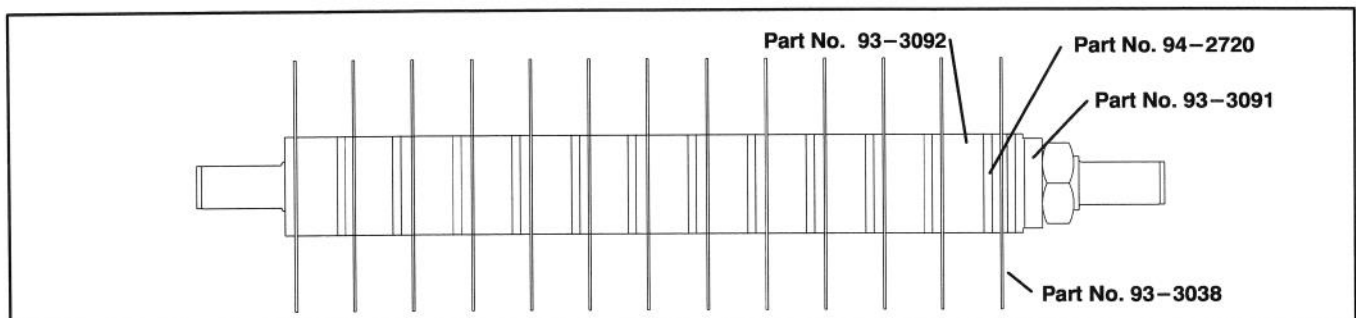 Part No. 93–3092
Part No. 94–2720
Part No. 93–3091
Part No. 93–3038